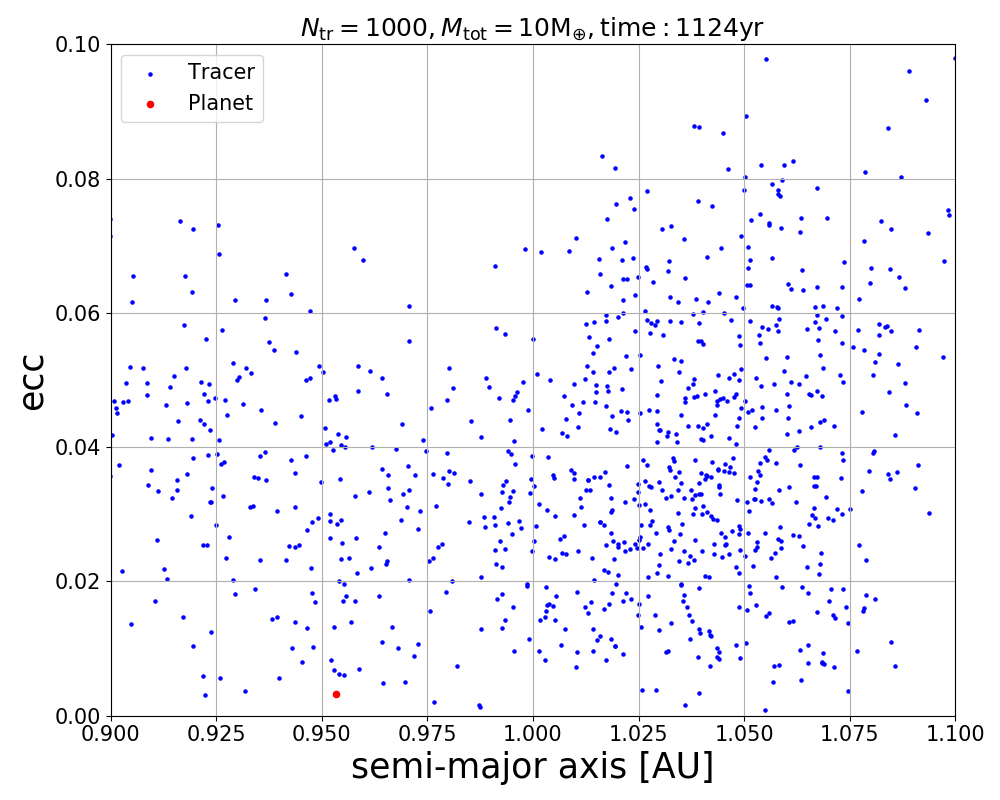 N_tr = 1000, M_tot = 10M_⊕, time : 1124yr
Tracer
Planet
0.10
0.08
0.06
0.04
0.02
0.00
ecc
0.900 0.925 0.950 0.975 1.000 1.025 1.050 1.075 1.100
semi-major axis [AU]